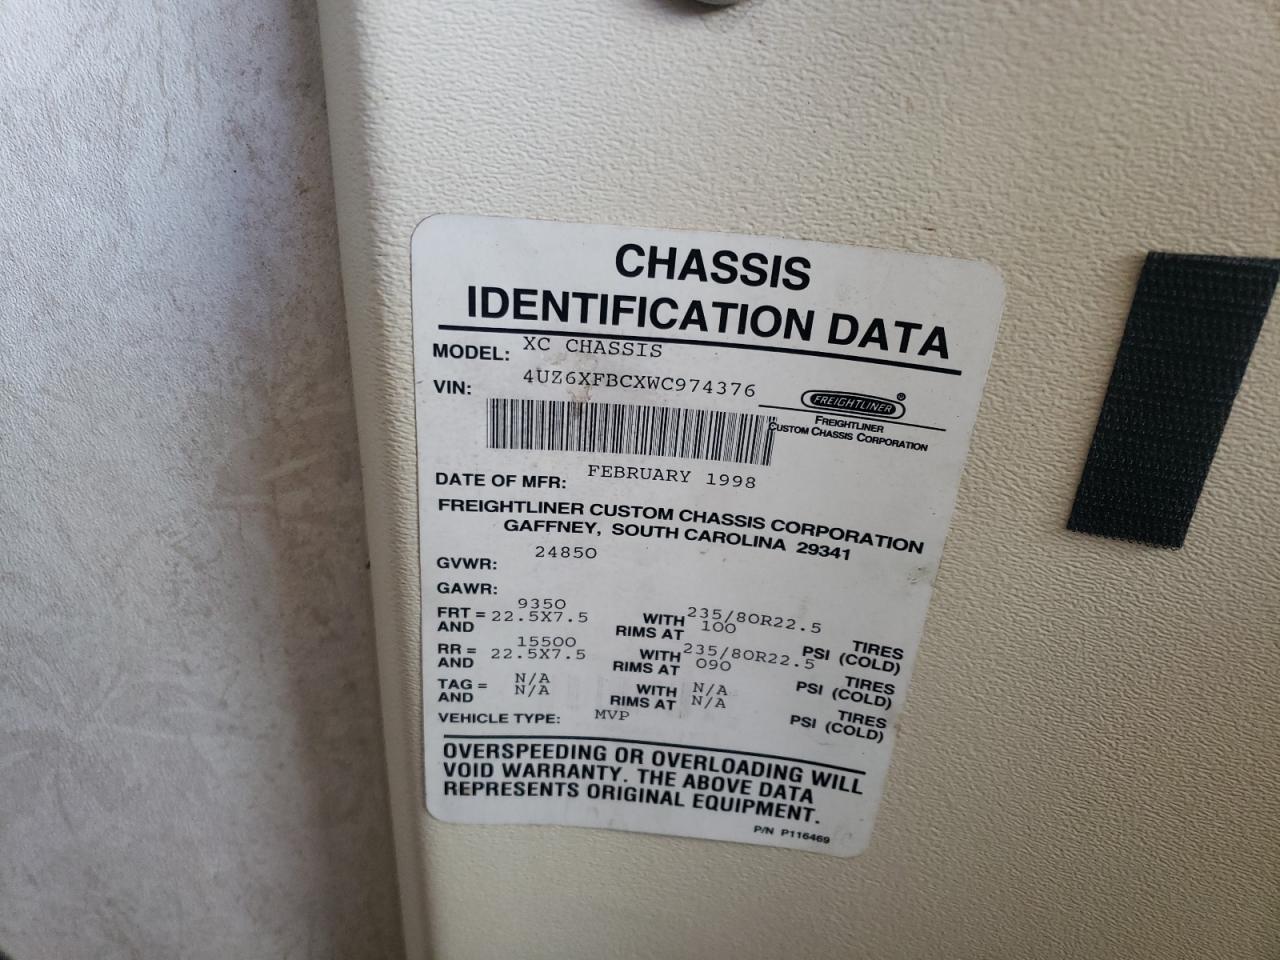 CHASSIS
IDENTIFICATION DATA
MODEL: XC CHASSIS
VIN: 4UZ6XFBCXWC974376
FREIGHTLINER ®
FREIGHTLINER
CUSTOM CHASSIS CORPORATION
DATE OF MFR: FEBRUARY 1998
FREIGHTLINER CUSTOM CHASSIS CORPORATION
GAFFNEY, SOUTH CAROLINA 29341
GVWR: 24850
GAWR:
FRT = 9350 WITH 235/80R22.5 TIRES
AND 22.5X7.5 RIMS AT 100 PSI (COLD)
RR = 15500 WITH 235/80R22.5 TIRES
AND 22.5X7.5 RIMS AT 090 PSI (COLD)
TAG = N/A WITH N/A TIRES
AND N/A RIMS AT N/A PSI (COLD)
VEHICLE TYPE: MVP
OVERSPEEDING OR OVERLOADING WILL
VOID WARRANTY. THE ABOVE DATA
REPRESENTS ORIGINAL EQUIPMENT.
P/N P116469